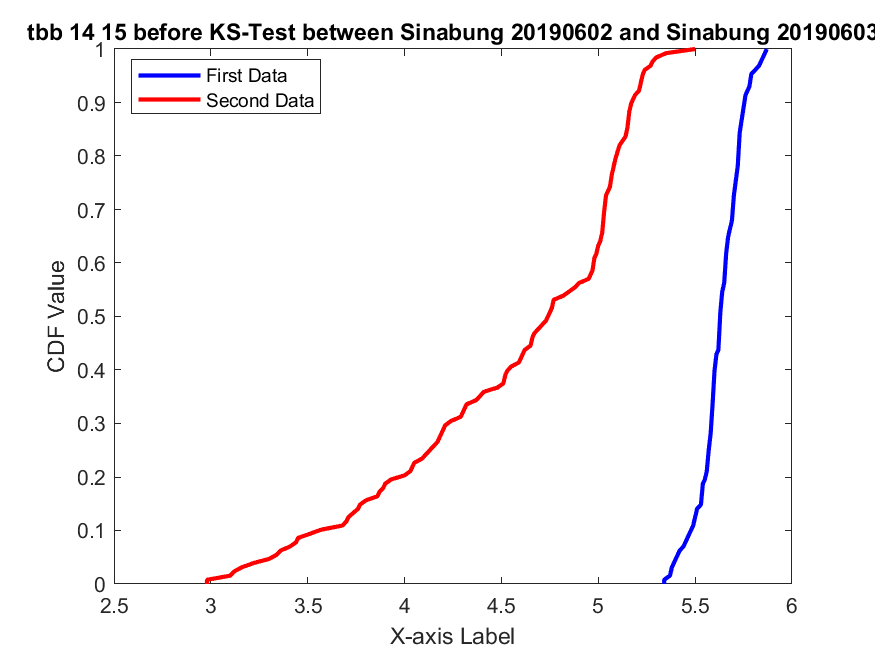 tbb 14 15 before KS-Test between Sinabung 20190602 and Sinabung 20190603
First Data
Second Data
1
0.9
0.8
0.7
0.6
0.5
0.4
0.3
0.2
0.1
0
CDF Value
2.5 3 3.5 4 4.5 5 5.5 6
X-axis Label